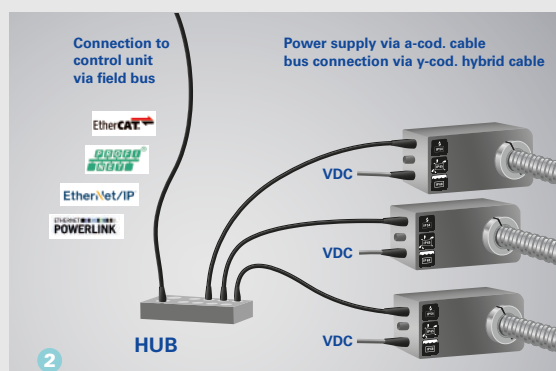 Connection to
control unit
via field bus
Power supply via a-cod. cable
bus connection via y-cod. hybrid cable
EtherCAT
PROFI
NET
EtherNet/IP
ETHERNET
POWERLINK
VDC
VDC
VDC
HUB
2